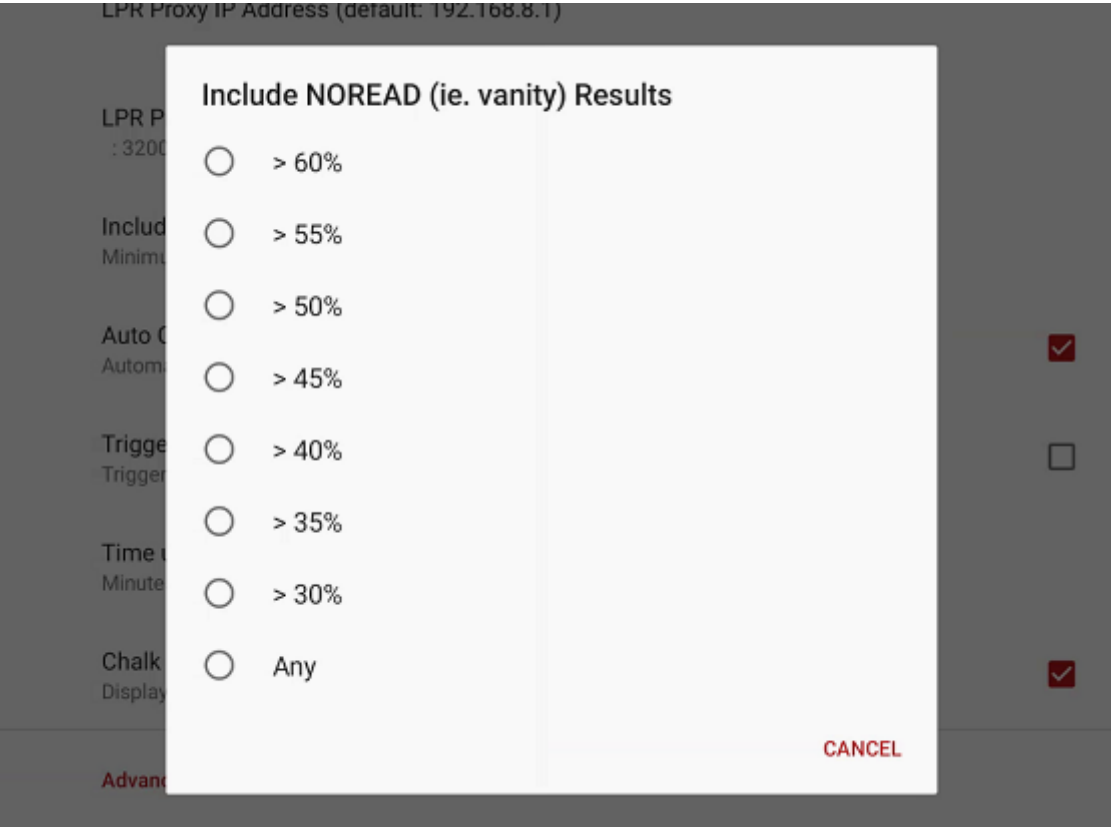 LPR Proxy IP Address (default: 192.168.8.1)
Include NOREAD (ie. vanity) Results
LPR P
: 3200
> 60%
Includ
> 55%
Minimu
> 50%
Auto
Automa
> 45%
Trigge
> 40%
Trigger
> 35%
Time
Minute
> 30%
Chalk
Any
Display
CANCEL
Advanc